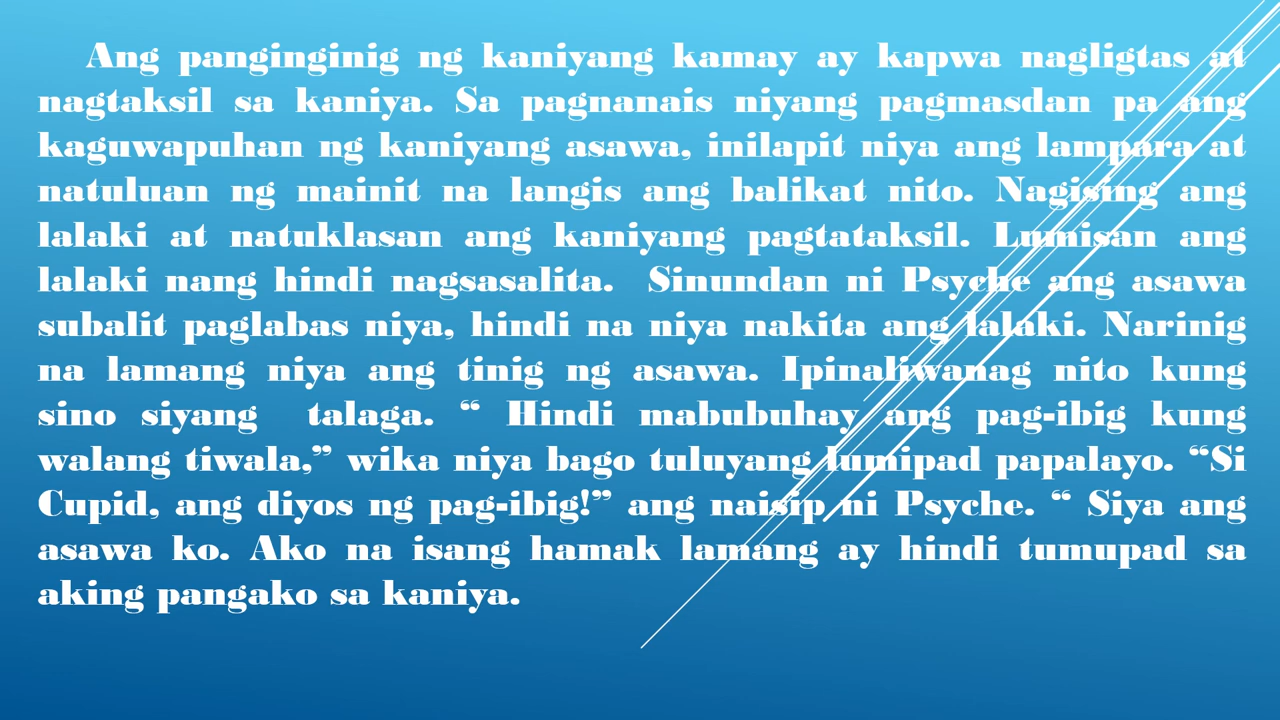 Ang panginginig ng kaniyang kamay ay kapwa nagligtas at
nagtaksil sa kaniya. Sa pagnanais niyang pagmasdan pa ang
kaguwapuhan ng kaniyang asawa, inilapit niya ang lampara at
natuluan ng mainit na langis ang balikat nito. Nagising ang
lalaki at natuklasan ang kaniyang pagtataksil. Lumisan ang
lalaki nang hindi nagsasalita.  Sinundan ni Psyche ang asawa
subalit paglabas niya, hindi na niya nakita ang lalaki. Narinig
na lamang niya ang tinig ng asawa. Ipinaliwanag nito kung
sino siyang  talaga. “ Hindi mabubuhay ang pag-ibig kung
walang tiwala,” wika niya bago tuluyang lumipad papalayo. “Si
Cupid, ang diyos ng pag-ibig!” ang naisip ni Psyche. “ Siya ang
asawa ko. Ako na isang hamak lamang ay hindi tumupad sa
aking pangako sa kaniya.